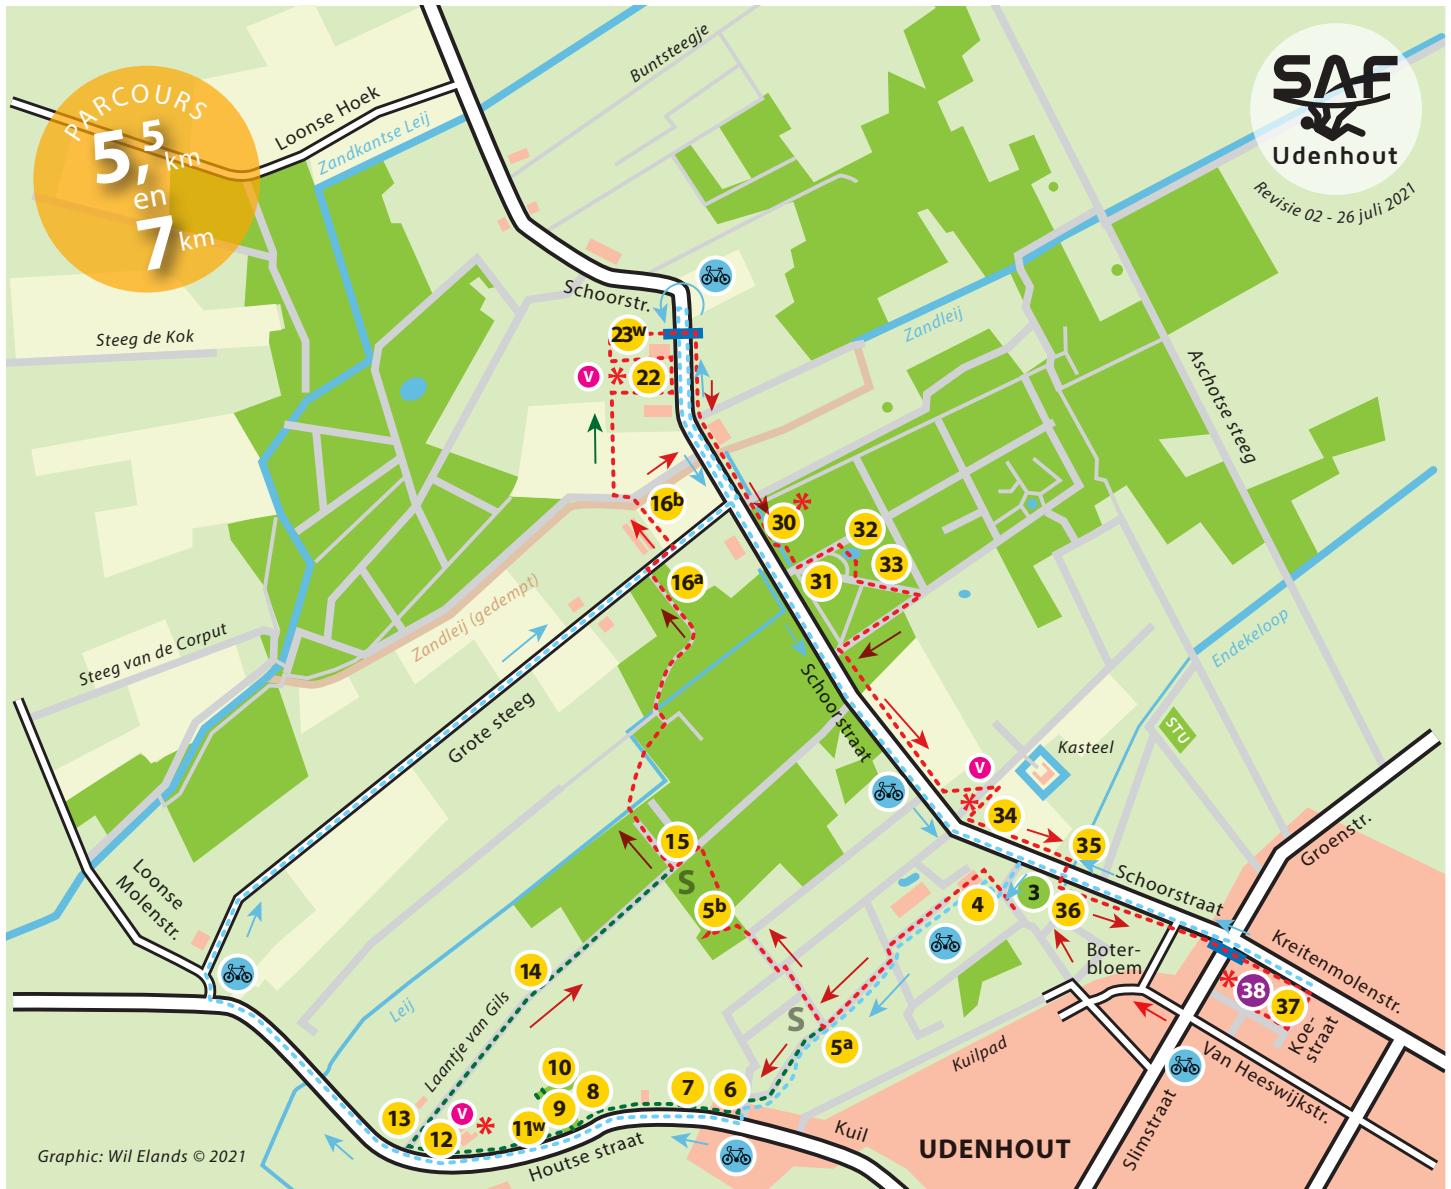 PARCOURS
5,5 km
en
7 km
SAF
Udenhout
Revisie 02 - 26 juli 2021
Buntsteegje
Loonse Hoek
Zandkantse Leij
Schoorstr.
Steeg de Kok
Zandleij
Aschotse steeg
23w
V
*
22
16b
30
*
32
33
31
16a
Zandleij (gedempt)
Steeg van de Corput
Endekeloop
Grote steeg
Schoorstraat
STU
Kasteel
V
*
34
35
15
S
Groenstr.
Loonse
Molenstr.
Schoorstraat
3
4
36
5b
Boter-
bloem
Kreitenmolenstr.
14
*
38
37
Koe-
straat
S
5a
Leij
Laantje van Gils
Kuilpad
Van Heeswijkstr.
10
8
7
6
9
13
V
*
12
11w
Kuil
Houtse straat
Slimstraat
UDENHOUT
Graphic: Wil Elands © 2021